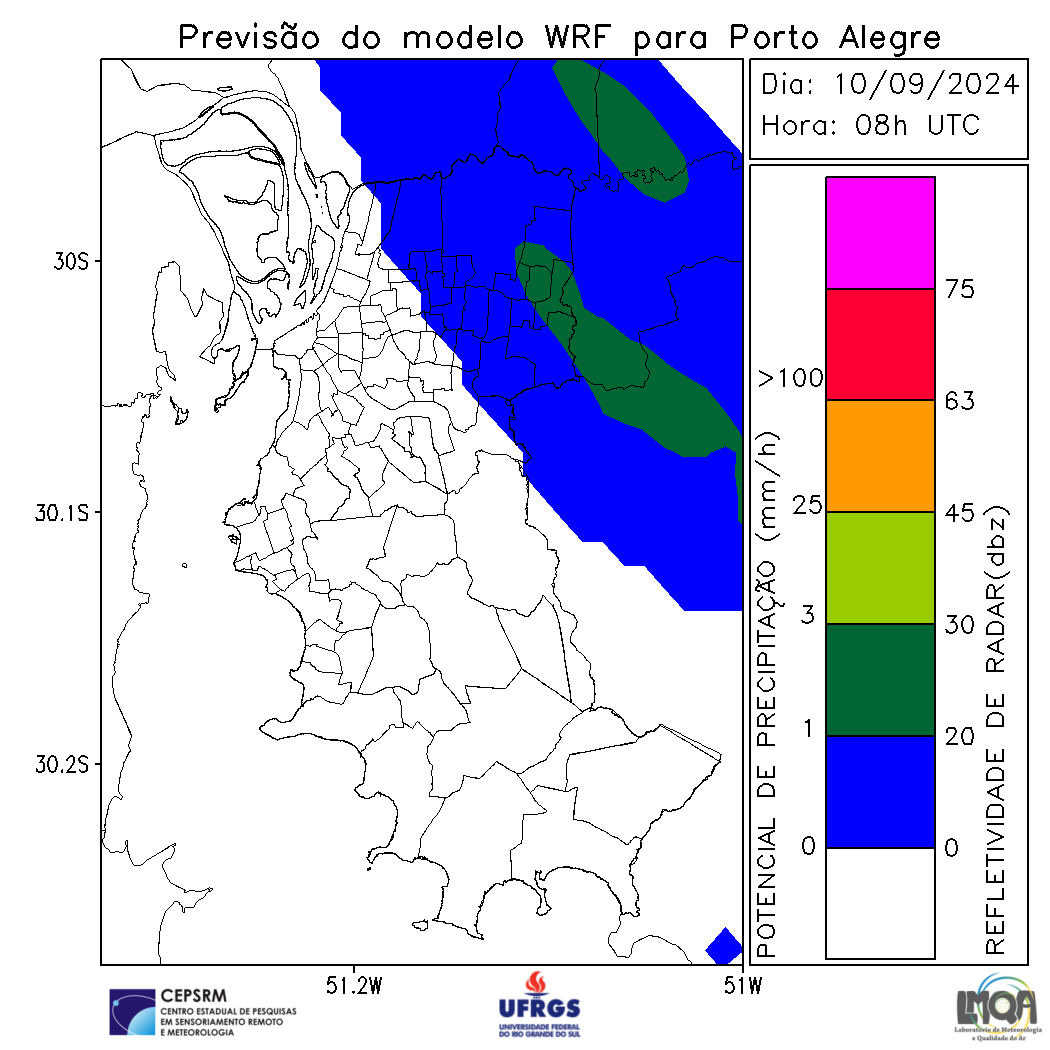 Previsão do modelo WRF para Porto Alegre
Dia: 10/09/2024
Hora: 08h UTC
30S
30.1S
30.2S
51.2W
51W
POTENCIAL DE PRECIPITAÇÃO (mm/h)
>100
25
3
1
0
75
63
45
30
20
0
REFLETIVIDADE DE RADAR(dbz)
CEPSRM
CENTRO ESTADUAL DE PESQUISAS
EM SENSORIAMENTO REMOTO
E METEOROLOGIA
UFRGS
UNIVERSIDADE FEDERAL
DO RIO GRANDE DO SUL
LMQA
Laboratório de Meteorologia
e Qualidade do Ar